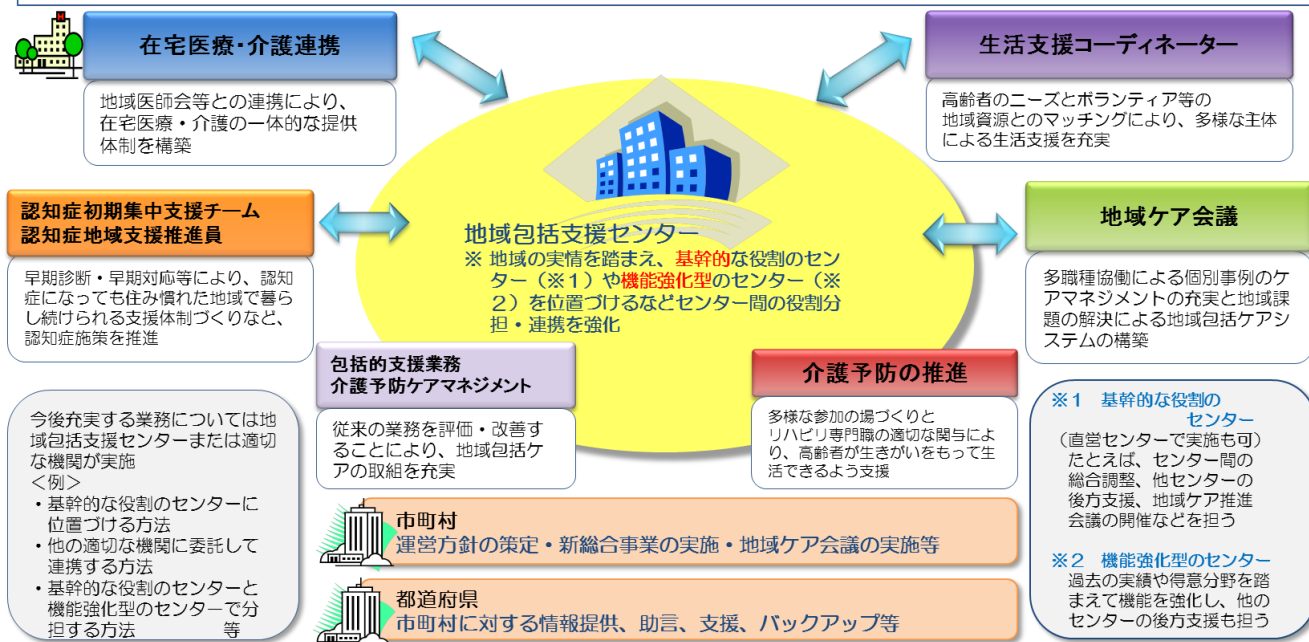 在宅医療・介護連携
地域医師会等との連携により、
在宅医療・介護の一体的な提供
体制を構築
生活支援コーディネーター
高齢者のニーズとボランティア等の
地域資源とのマッチングにより、多様な主体
による生活支援を充実
認知症初期集中支援チーム
認知症地域支援推進員
早期診断・早期対応等により、認知
症になっても住み慣れた地域で暮ら
し続けられる支援体制づくりなど、
認知症施策を推進
地域包括支援センター
※ 地域の実情を踏まえ、基幹的な役割のセン
ター（※１）や機能強化型のセンター（※
２）を位置づけるなどセンター間の役割分
担・連携を強化
地域ケア会議
多職種協働による個別事例のケ
アマネジメントの充実と地域課
題の解決による地域包括ケアシ
ステムの構築
包括的支援業務
介護予防ケアマネジメント
従来の業務を評価・改善す
ることにより、地域包括ケ
アの取組を充実
介護予防の推進
多様な参加の場づくりと
リハビリ専門職の適切な関与によ
り、高齢者が生きがいをもって生
活できるよう支援
今後充実する業務については地
域包括支援センターまたは適切
な機関が実施
＜例＞
・基幹的な役割のセンターに
位置づける方法
・他の適切な機関に委託して
連携する方法
・基幹的な役割のセンターと
機能強化型のセンターで分
担する方法 等
市町村
運営方針の策定・新総合事業の実施・地域ケア会議の実施等
都道府県
市町村に対する情報提供、助言、支援、バックアップ等
※１ 基幹的な役割の
センター
（直営センターで実施も可）
たとえば、センター間の
総合調整、他センターの
後方支援、地域ケア推進
会議の開催などを担う
※２ 機能強化型のセンター
過去の実績や得意分野を踏
まえて機能を強化し、他の
センターの後方支援も担う